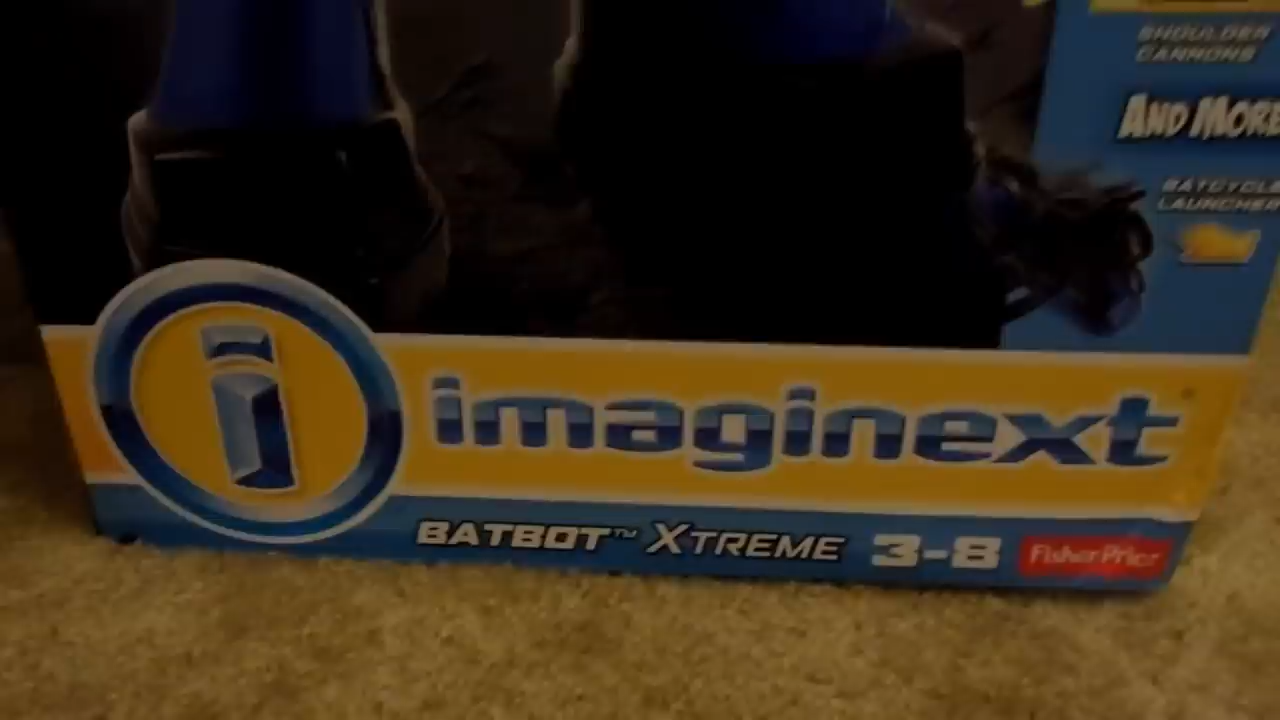 SHOULDER
CANNONS
AND MORE
BATCYCLE
LAUNCHER
i
imaginext
BATBOT™ XTREME 3-8 Fisher-Price